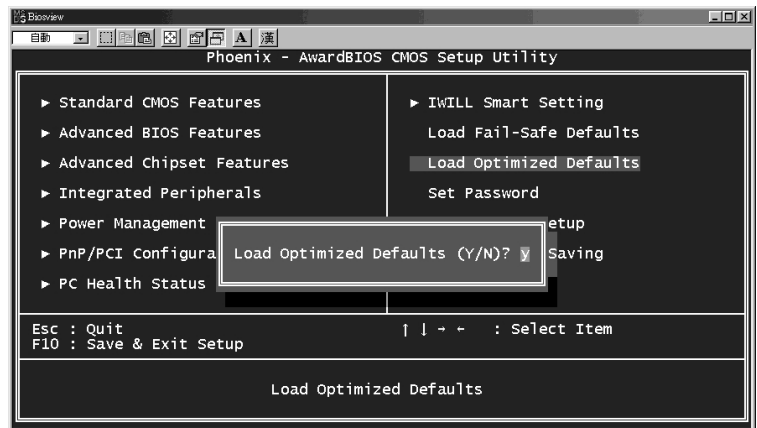 Biosview
自動
A 漢
Phoenix - AwardBIOS CMOS Setup Utility
▶ Standard CMOS Features
▶ Advanced BIOS Features
▶ Advanced Chipset Features
▶ Integrated Peripherals
▶ Power Management
▶ PnP/PCI Configura
▶ PC Health Status
▶ IWILL Smart Setting
Load Fail-Safe Defaults
Load Optimized Defaults
Set Password
etup
Saving
Load Optimized Defaults (Y/N)? y
Esc : Quit
F10 : Save & Exit Setup
↑ ↓ → ← : Select Item
Load Optimized Defaults